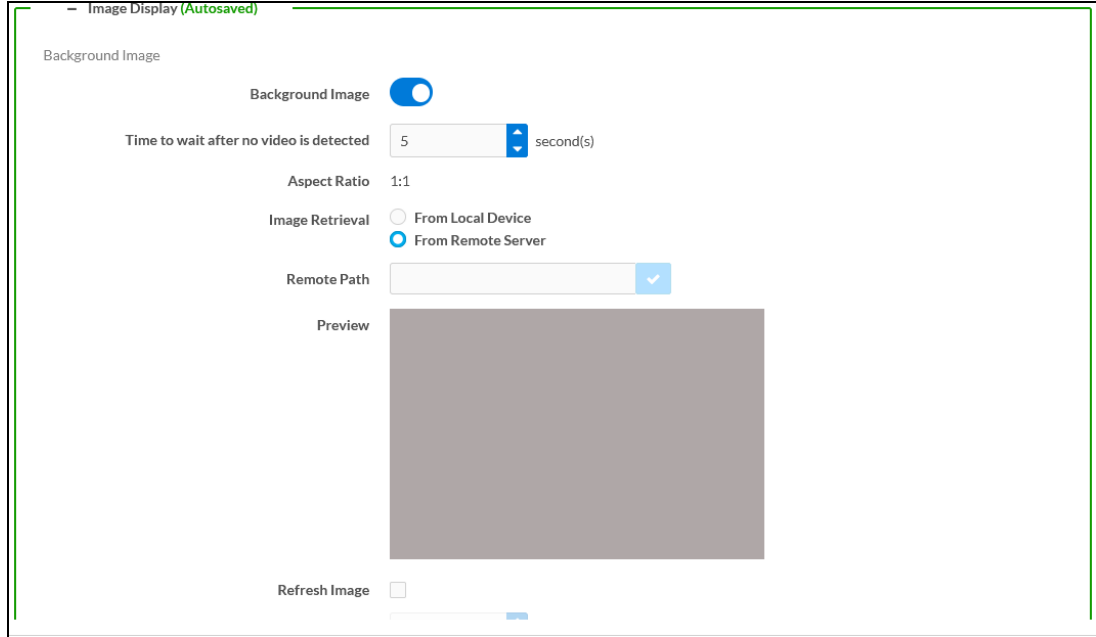 – Image Display (Autosaved)
Background Image
Background Image
Time to wait after no video is detected 5 second(s)
Aspect Ratio 1:1
Image Retrieval From Local Device
From Remote Server
Remote Path
Preview
Refresh Image